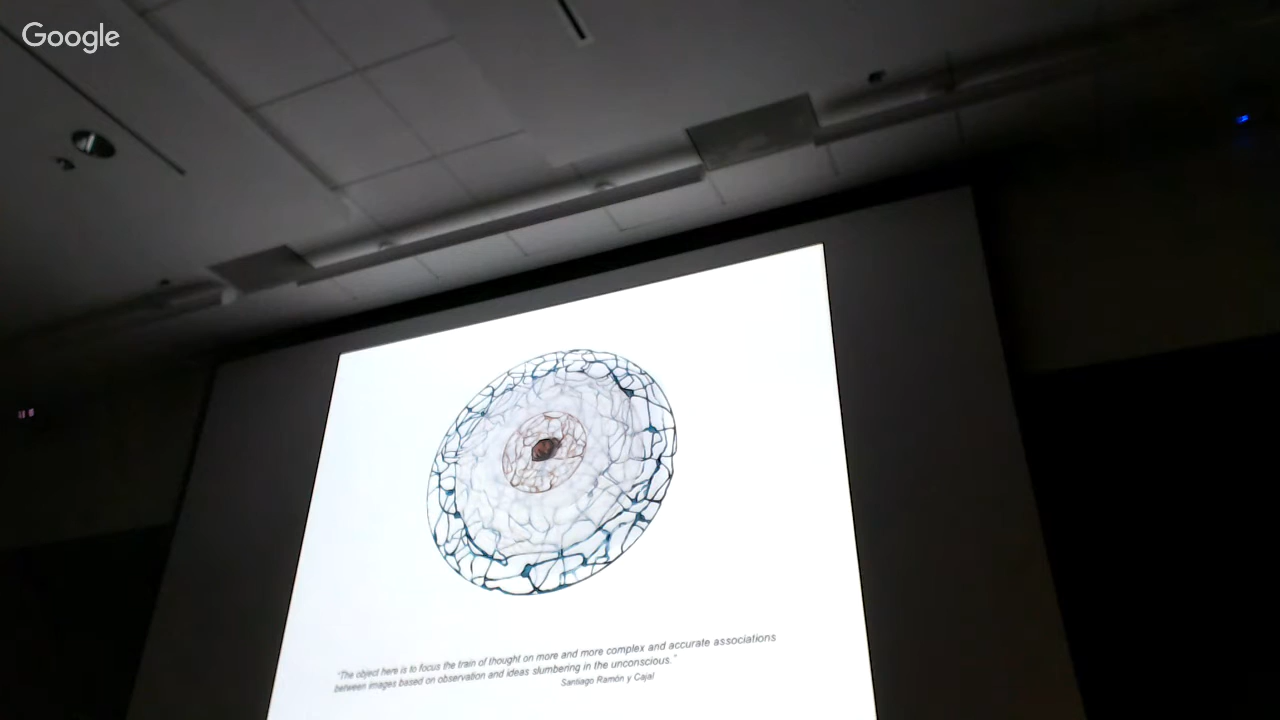 Google
"The object here is to focus the train of thought on more and more complex and accurate associations
between images based on observation and ideas slumbering in the unconscious."
Santiago Ramón y Cajal